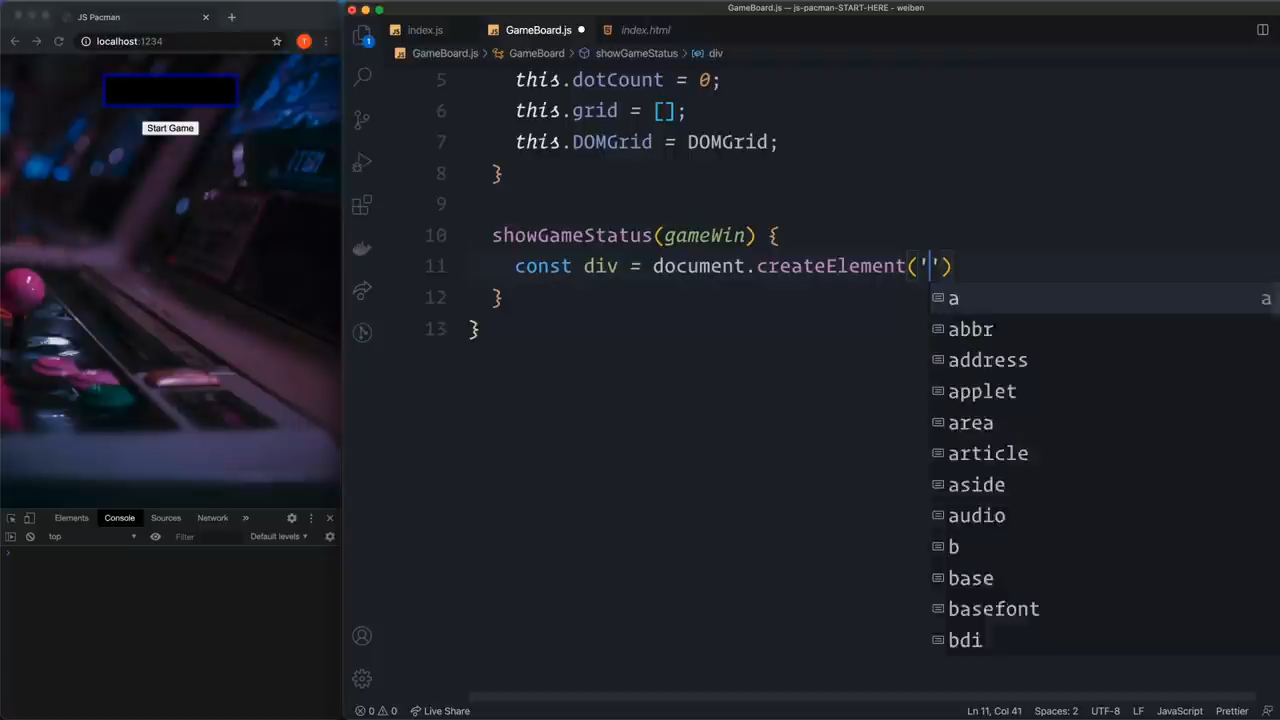 JS Pacman
localhost:1234
T
Start Game
Elements Console Sources Network »
top Filter Default levels
GameBoard.js — js-pacman-START-HERE - weiben
JS index.js JS GameBoard.js index.html
JS GameBoard.js > GameBoard > showGameStatus > div
1
5 this.dotCount = 0;
6 this.grid = [];
7 this.DOMGrid = DOMGrid;
8 }
9
10 showGameStatus(gameWin) {
11 const div = document.createElement('')
12 }
13 }
a a
abbr
address
applet
area
article
aside
audio
b
base
basefont
bdi
0 0 Live Share Ln 11, Col 41 Spaces: 2 UTF-8 LF JavaScript Prettier